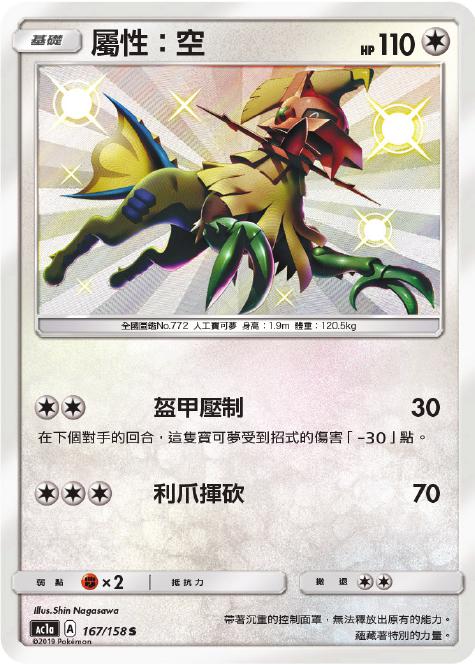 基礎 屬性：空 HP 110
全國圖鑑No.772 人工寶可夢 身高：1.9m 體重：120.5kg
盔甲壓制 30
在下個對手的回合，這隻寶可夢受到招式的傷害「-30」點。
利爪揮砍 70
弱點 ×2 抵抗力 撤退
Illus.Shin Nagasawa
AC1a A 167/158 S
©2019 Pokémon
帶著沉重的控制面罩，無法釋放出原有的能力。
蘊藏著特別的力量。